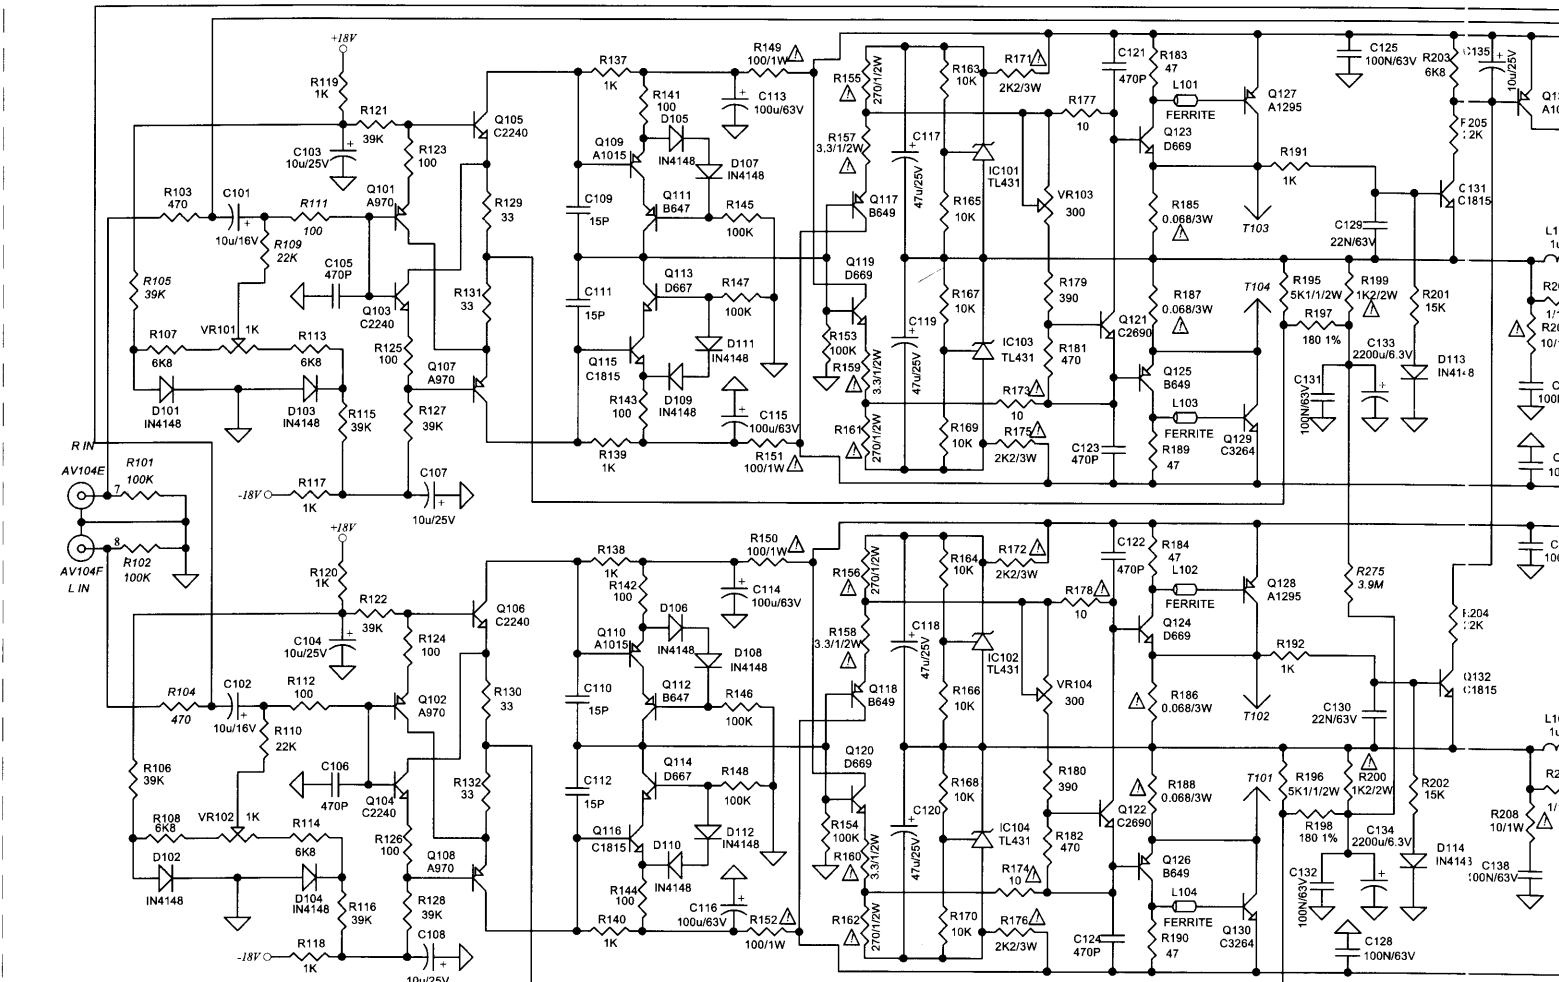 +18V
R119
1K
R121
39K
R123
100
C103
10u/25V
Q105
C2240
R103
470
C101
10u/16V
R111
100
Q101
A970
R109
22K
R129
33
C105
470P
R105
39K
Q103
C2240
R131
33
R107
6K8
VR101
1K
R113
6K8
R125
100
Q107
A970
D101
IN4148
D103
IN4148
R115
39K
R127
39K
R IN
AV104E
7
R101
100K
-18V
R117
1K
C107
10u/25V
8
R102
100K
AV104F
L IN
R137
1K
R141
100
D105
IN4148
R149
100/1W
C113
100u/63V
Q109
A1015
D107
IN4148
C109
15P
Q111
B647
R145
100K
Q113
D667
R147
100K
C111
15P
D111
IN4148
Q115
C1815
R143
100
D109
IN4148
C115
100u/63V
R139
1K
R151
100/1W
R155
270/1/2W
R157
3.3/1/2W
Q117
B649
Q119
D669
R153
100K
R159
3.3/1/2W
R161
270/1/2W
C117
47u/25V
C119
47u/25V
R163
10K
R165
10K
R167
10K
R169
10K
R171
2K2/3W
IC101
TL431
IC103
TL431
R173
10
R175
2K2/3W
VR103
300
R177
10
R179
390
R181
470
C121
470P
Q121
C2690
C123
470P
R183
47
L101
FERRITE
Q123
D669
Q127
A1295
R185
0.068/3W
T103
R187
0.068/3W
T104
Q125
B649
L103
FERRITE
R189
47
Q129
C3264
R191
1K
C125
100N/63V
R203
6K8
C135
10u/25V
C1815
C129
22N/63V
R195
5K1/1/2W
R199
1K2/2W
R201
15K
R197
180 1%
C133
2200u/6.3V
C131
100N/63V
D113
+18V
R120
1K
R122
39K
R124
100
C104
10u/25V
Q106
C2240
R104
470
C102
10u/16V
R112
100
Q102
A970
R110
22K
R130
33
C106
470P
R106
39K
Q104
C2240
R132
33
R108
6K8
VR102
1K
R114
6K8
R126
100
Q108
A970
D102
IN4148
D104
IN4148
R116
39K
R128
39K
-18V
R118
1K
C108
10u/25V
R138
1K
R142
100
D106
IN4148
R150
100/1W
C114
100u/63V
Q110
A1015
D108
IN4148
C110
15P
Q112
B647
R146
100K
Q114
D667
R148
100K
C112
15P
D112
IN4148
Q116
C1815
R144
100
D110
IN4148
C116
100u/63V
R140
1K
R152
100/1W
R156
270/1/2W
R158
3.3/1/2W
Q118
B649
Q120
D669
R154
100K
R160
3.3/1/2W
R162
270/1/2W
C118
47u/25V
C120
47u/25V
R164
10K
R166
10K
R168
10K
R170
10K
R172
2K2/3W
IC102
TL431
IC104
TL431
R174
10
R176
2K2/3W
VR104
300
R178
10
R180
390
R182
470
C122
470P
Q122
C2690
C124
470P
R184
47
L102
FERRITE
Q124
D669
Q128
A1295
R186
0.068/3W
T102
R188
0.068/3W
T101
Q126
B649
L104
FERRITE
R190
47
Q130
C3264
R192
1K
R275
3.9M
Q132
C1815
C130
22N/63V
R196
5K1/1/2W
R200
1K2/2W
R202
15K
R198
180 1%
C134
2200u/6.3V
C132
100N/63V
D114
R208
10/1W
C138
C128
100N/63V